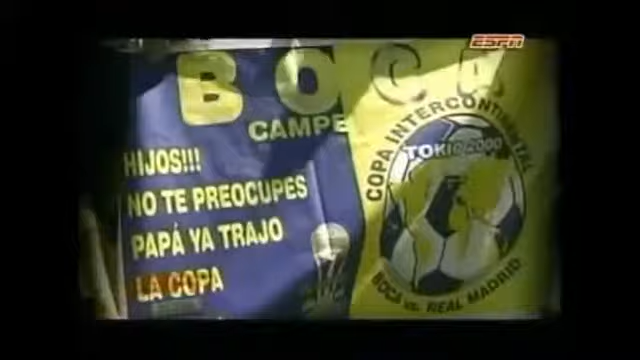 ESPN
BOCA
CAMPE
HIJOS!!!
NO TE PREOCUPES
PAPÁ YA TRAJO
LA COPA
COPA INTERCONTINENTAL
TOKIO 2000
BOCA vs. REAL MADRID